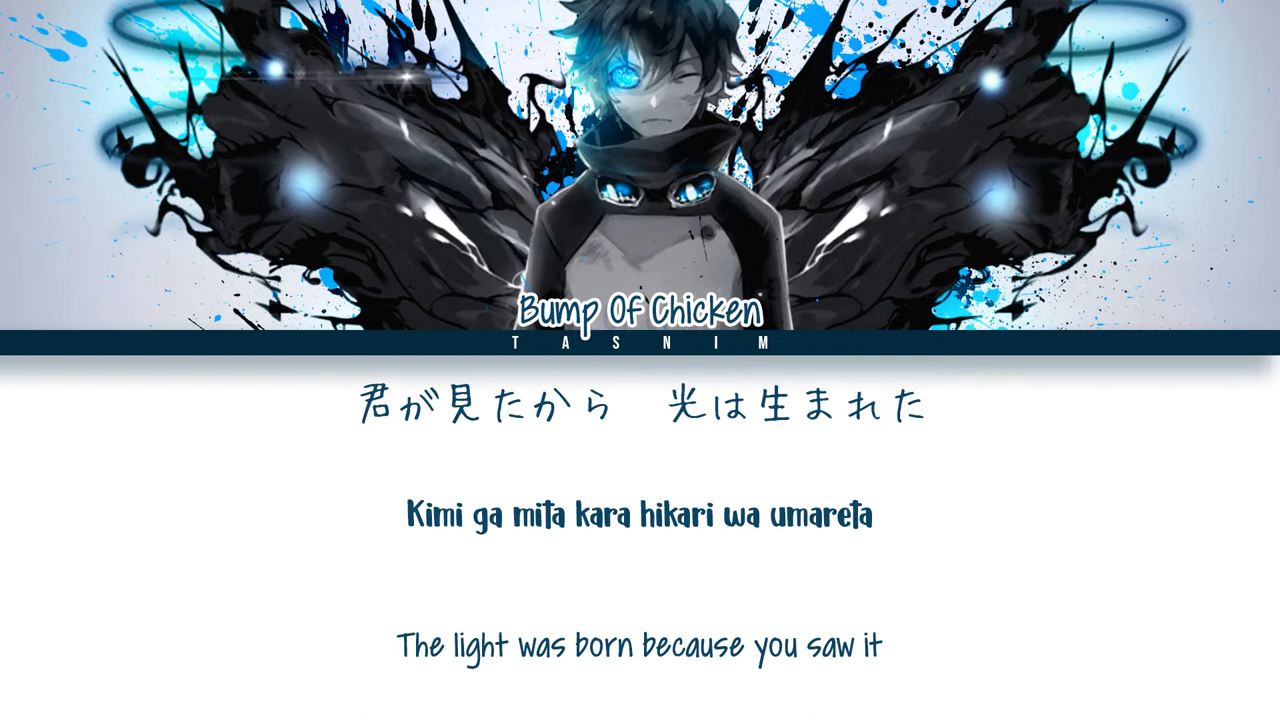 Bump Of Chicken
TASNIM
君が見たから 光は生まれた
Kimi ga mita kara hikari wa umareta
The light was born because you saw it